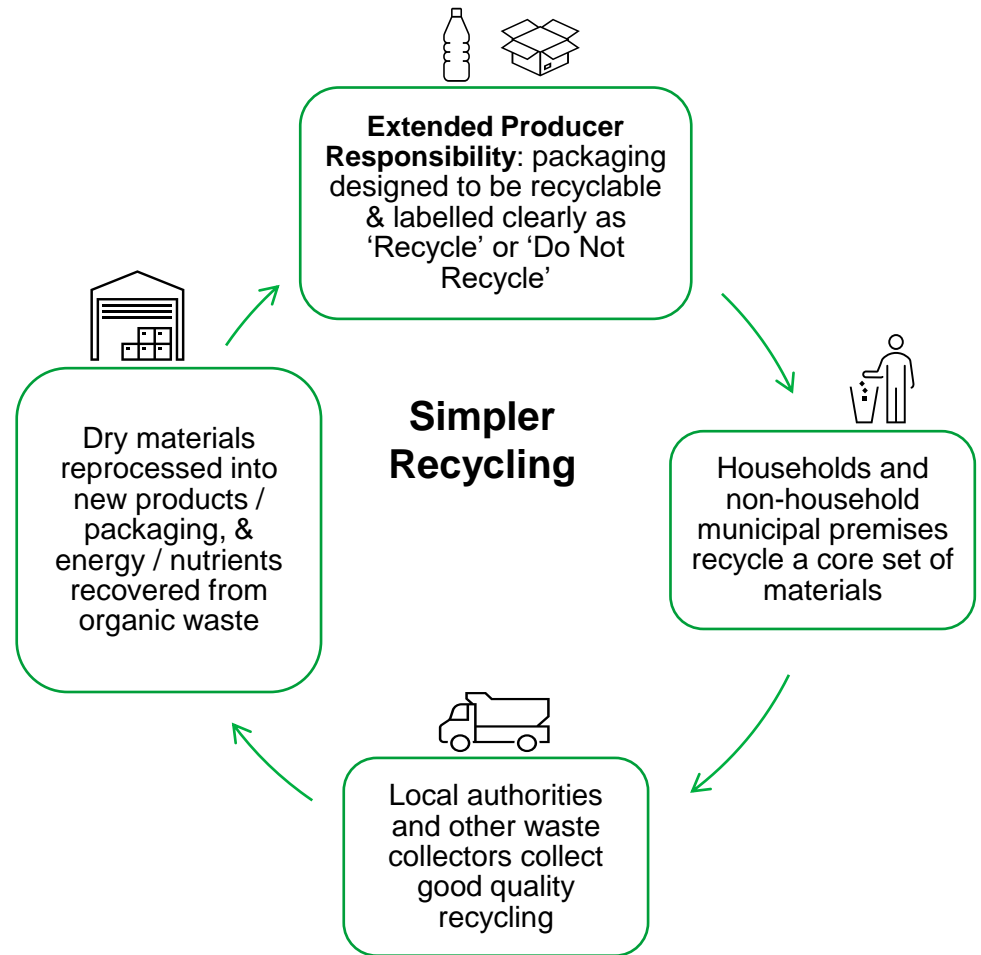 Extended Producer
Responsibility: packaging
designed to be recyclable
& labelled clearly as
‘Recycle’ or ‘Do Not
Recycle’
Simpler
Recycling
Households and
non-household
municipal premises
recycle a core set of
materials
Local authorities
and other waste
collectors collect
good quality
recycling
Dry materials
reprocessed into
new products /
packaging, &
energy / nutrients
recovered from
organic waste